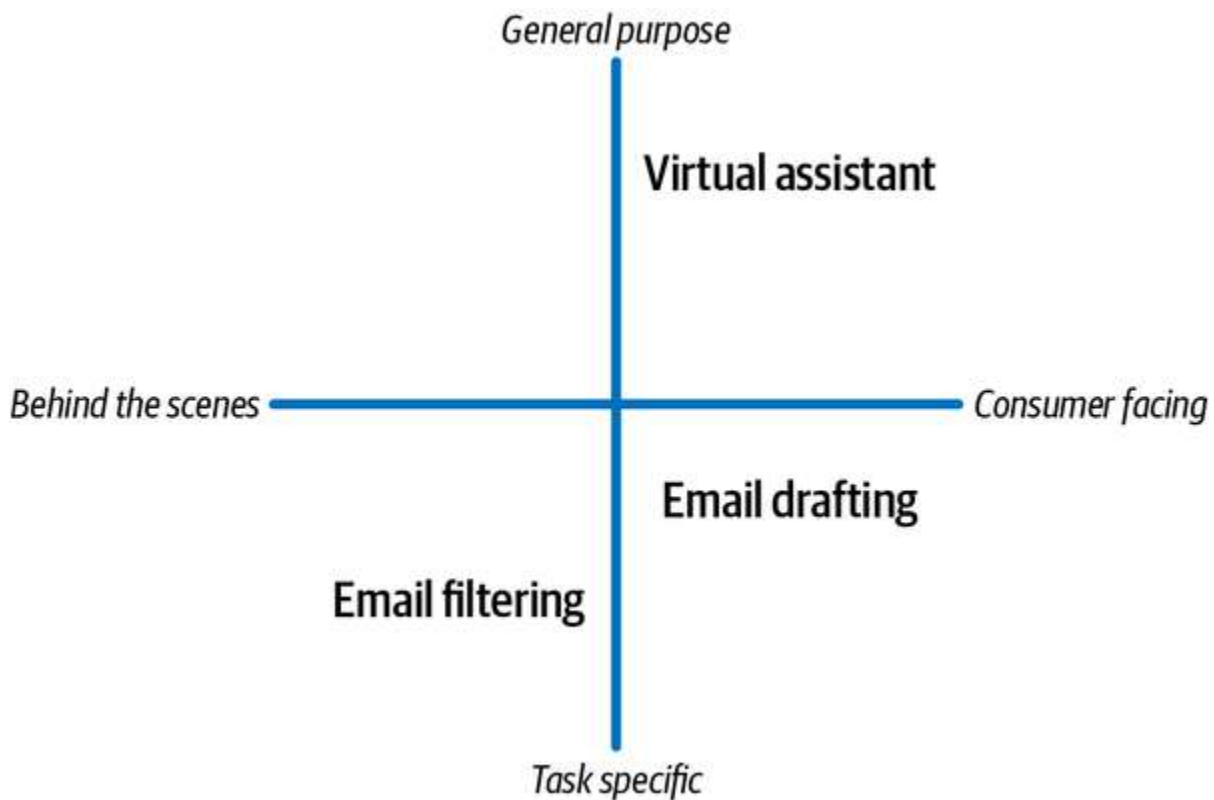 General purpose
Virtual assistant
Behind the scenes
Consumer facing
Email drafting
Email filtering
Task specific